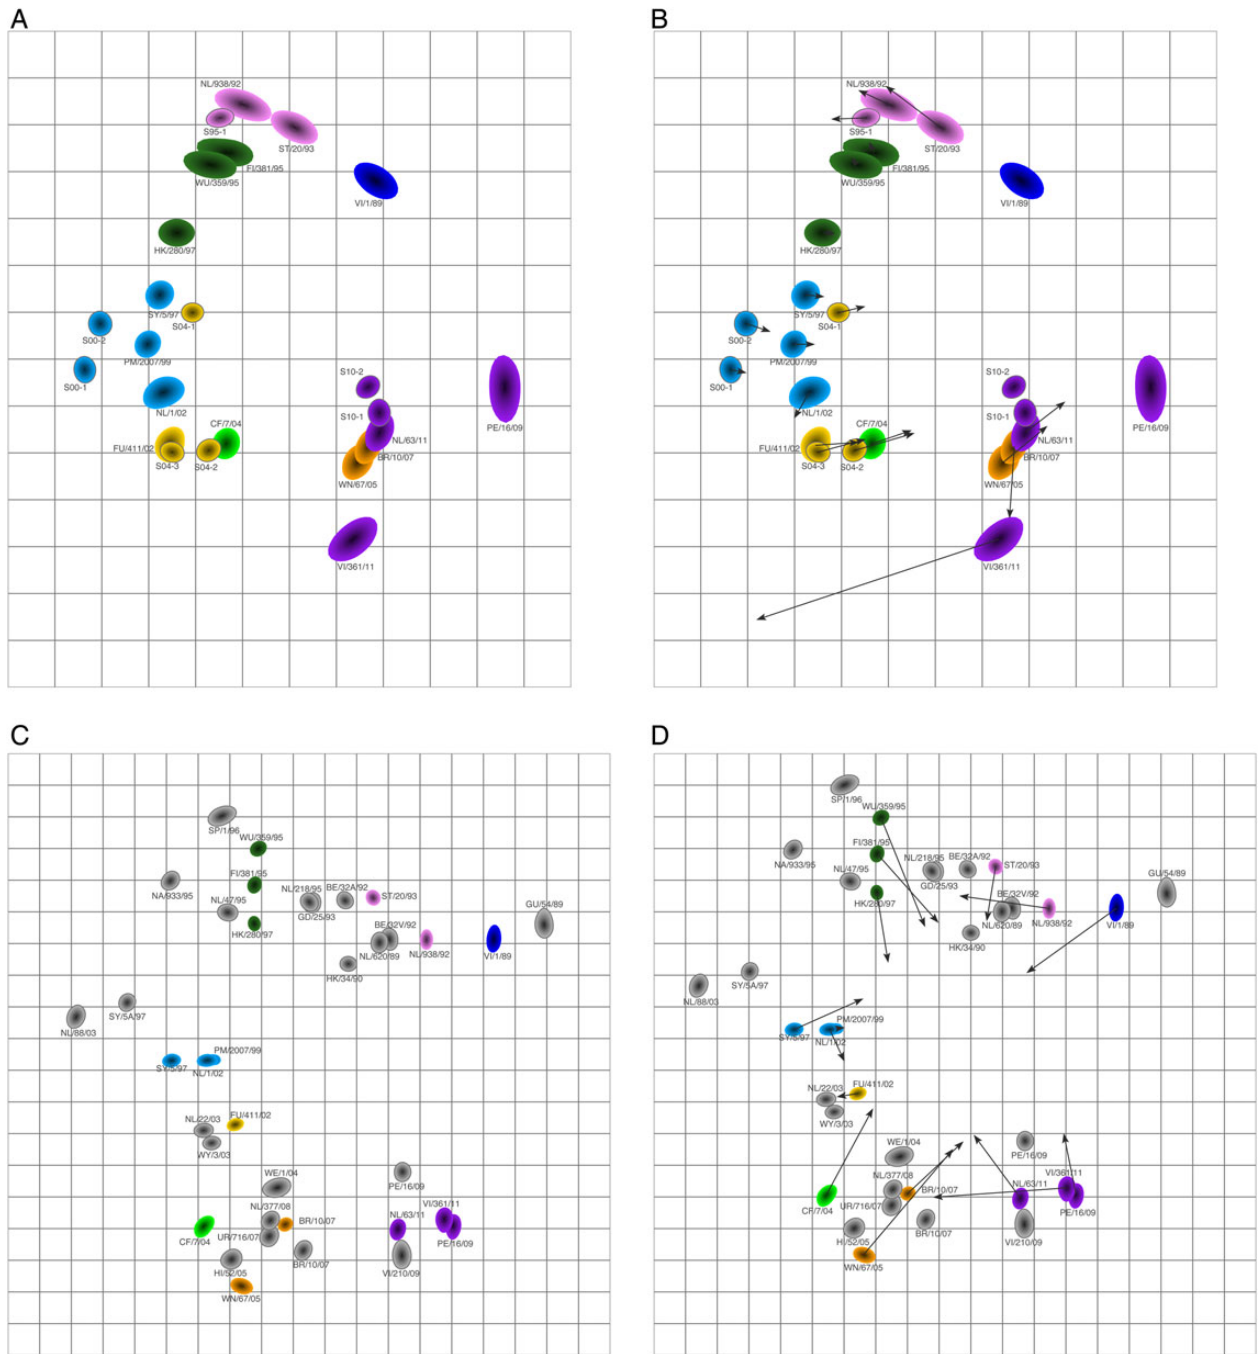 A
B
NL/938/92
S95-1
ST/20/93
FI/381/95
WU/359/95
VI/1/89
HK/280/97
SY/5/97
S04-1
S00-2
PM/2007/99
S00-1
NL/1/02
S10-2
S10-1
CF/7/04
FU/411/02
S04-3
S04-2
NL/63/11
BR/10/07
WN/67/05
PE/16/09
VI/361/11
NL/938/92
S95-1
ST/20/93
FI/381/95
WU/359/95
VI/1/89
HK/280/97
SY/5/97
S04-1
S00-2
PM/2007/99
S00-1
NL/1/02
S10-2
S10-1
CF/7/04
FU/411/02
S04-3
S04-2
NL/63/11
BR/10/07
WN/67/05
PE/16/09
VI/361/11
C
D
SP/1/96
WU/359/95
FI/381/95
NA/933/95
NL/47/95
HK/280/97
NL/218/95
BE/32A/92
GD/25/93
ST/20/93
GU/54/89
BE/32V/92
NL/620/89
NL/938/92
VI/1/89
HK/34/90
SY/5A/97
NL/88/03
PM/2007/99
SY/5/97
NL/1/02
NL/22/03
FU/411/02
WY/3/03
WE/1/04
PE/16/09
NL/377/08
BR/10/07
CF/7/04
UR/716/07
HI/52/05
BR/10/07
WN/67/05
VI/361/11
NL/63/11
PE/16/09
VI/210/09
SP/1/96
WU/359/95
FI/381/95
NA/933/95
NL/47/95
HK/280/97
NL/218/95
BE/32A/92
GD/25/93
ST/20/93
GU/54/89
BE/32V/92
NL/620/89
NL/938/92
VI/1/89
HK/34/90
SY/5A/97
NL/88/03
PM/2007/99
SY/5/97
NL/1/02
NL/22/03
FU/411/02
WY/3/03
WE/1/04
PE/16/09
NL/377/08
BR/10/07
CF/7/04
UR/716/07
HI/52/05
BR/10/07
WN/67/05
VI/361/11
NL/63/11
PE/16/09
VI/210/09